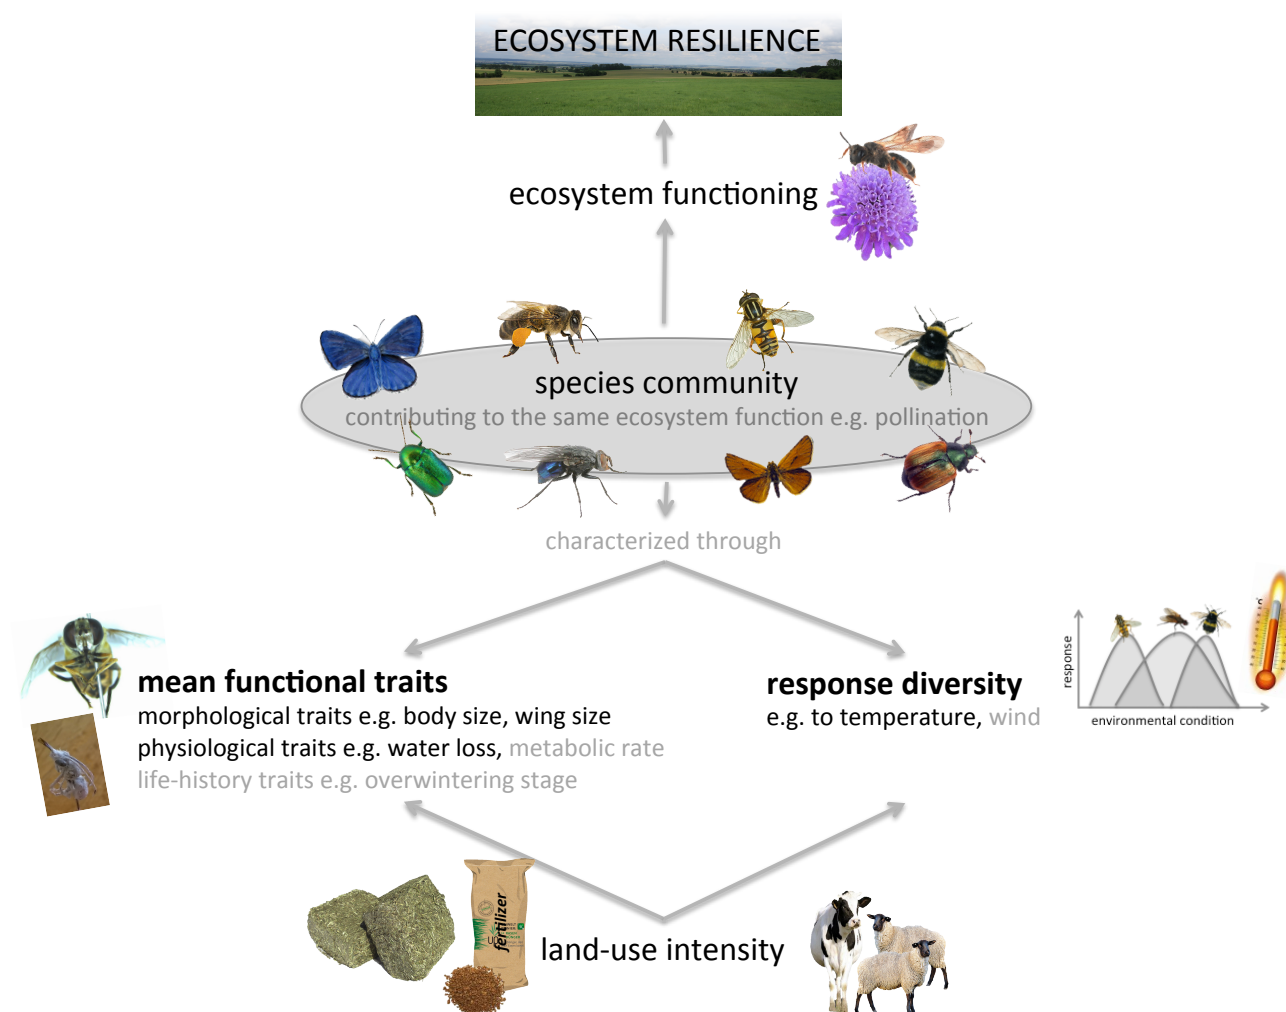 ECOSYSTEM RESILIENCE
ecosystem functioning
species community
contributing to the same ecosystem function e.g. pollination
characterized through
mean functional traits
morphological traits e.g. body size, wing size
physiological traits e.g. water loss, metabolic rate
life-history traits e.g. overwintering stage
response diversity
e.g. to temperature, wind
response
environmental condition
fertilizer
land-use intensity